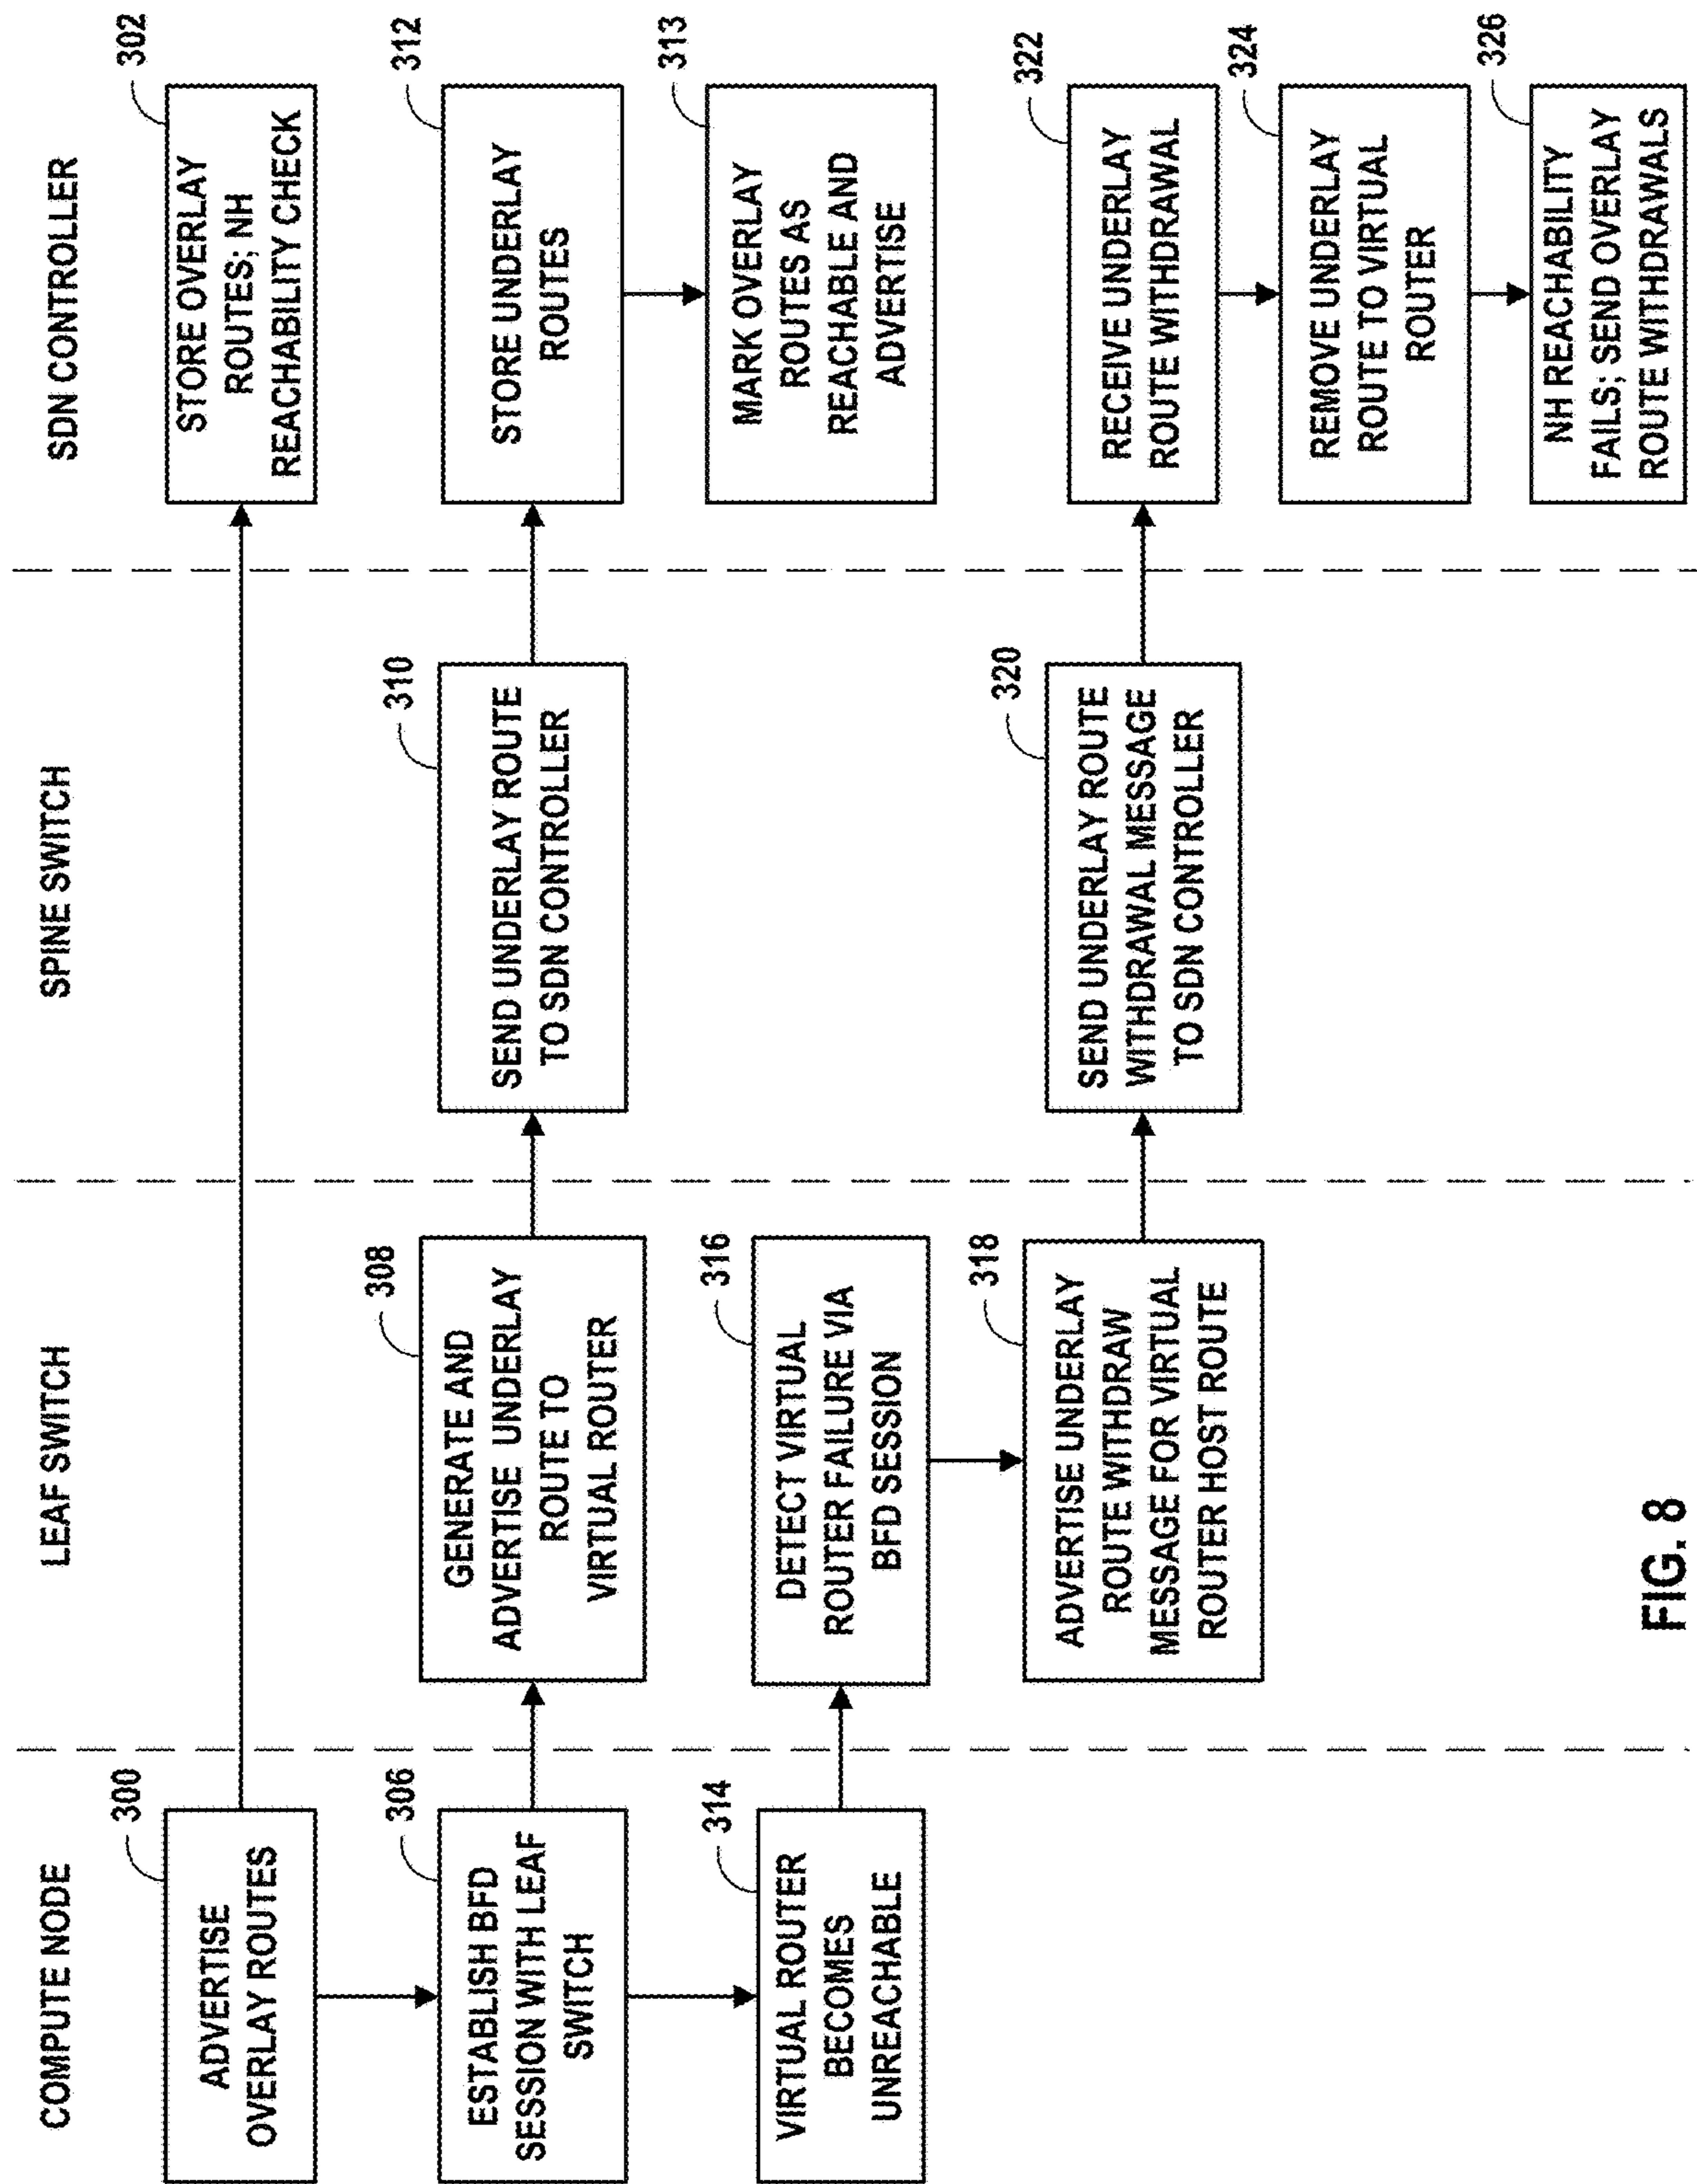 COMPUTE NODE
LEAF SWITCH
SPINE SWITCH
SDN CONTROLLER
300
ADVERTISE
OVERLAY ROUTES
302
STORE OVERLAY
ROUTES; NH
REACHABILITY CHECK
306
ESTABLISH BFD
SESSION WITH LEAF
SWITCH
308
GENERATE AND
ADVERTISE UNDERLAY
ROUTE TO
VIRTUAL ROUTER
310
SEND UNDERLAY ROUTE
TO SDN CONTROLLER
312
STORE UNDERLAY
ROUTES
313
MARK OVERLAY
ROUTES AS
REACHABLE AND
ADVERTISE
314
VIRTUAL ROUTER
BECOMES
UNREACHABLE
316
DETECT VIRTUAL
ROUTER FAILURE VIA
BFD SESSION
318
ADVERTISE UNDERLAY
ROUTE WITHDRAW
MESSAGE FOR VIRTUAL
ROUTER HOST ROUTE
320
SEND UNDERLAY ROUTE
WITHDRAWAL MESSAGE
TO SDN CONTROLLER
322
RECEIVE UNDERLAY
ROUTE WITHDRAWAL
324
REMOVE UNDERLAY
ROUTE TO VIRTUAL
ROUTER
326
NH REACHABILITY
FAILS; SEND OVERLAY
ROUTE WITHDRAWALS
FIG. 8